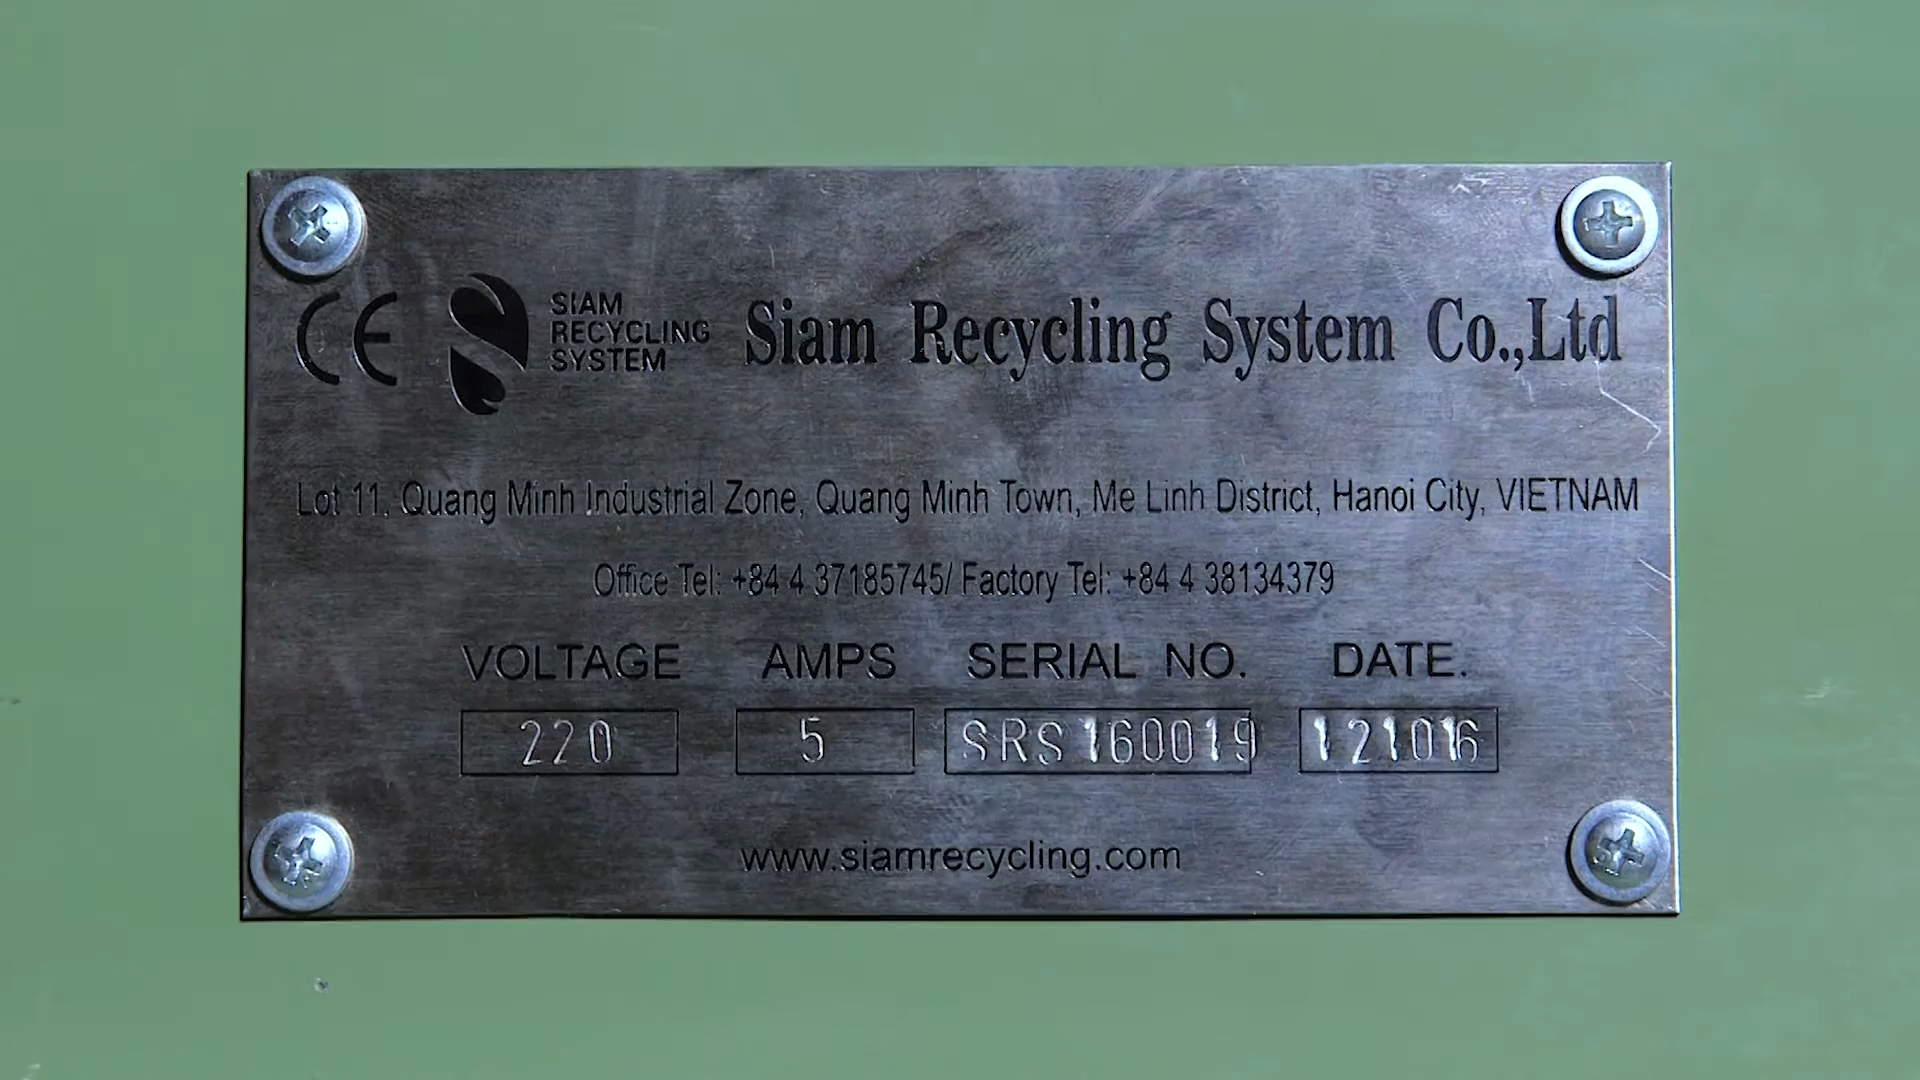 CE SIAM RECYCLING SYSTEM Siam Recycling System Co.,Ltd
Lot 11, Quang Minh Industrial Zone, Quang Minh Town, Me Linh District, Hanoi City, VIETNAM
Office Tel: +84 4 37185745/ Factory Tel: +84 4 38134379
VOLTAGE AMPS SERIAL NO. DATE.
220 5 SRS160019 121016
www.siamrecycling.com